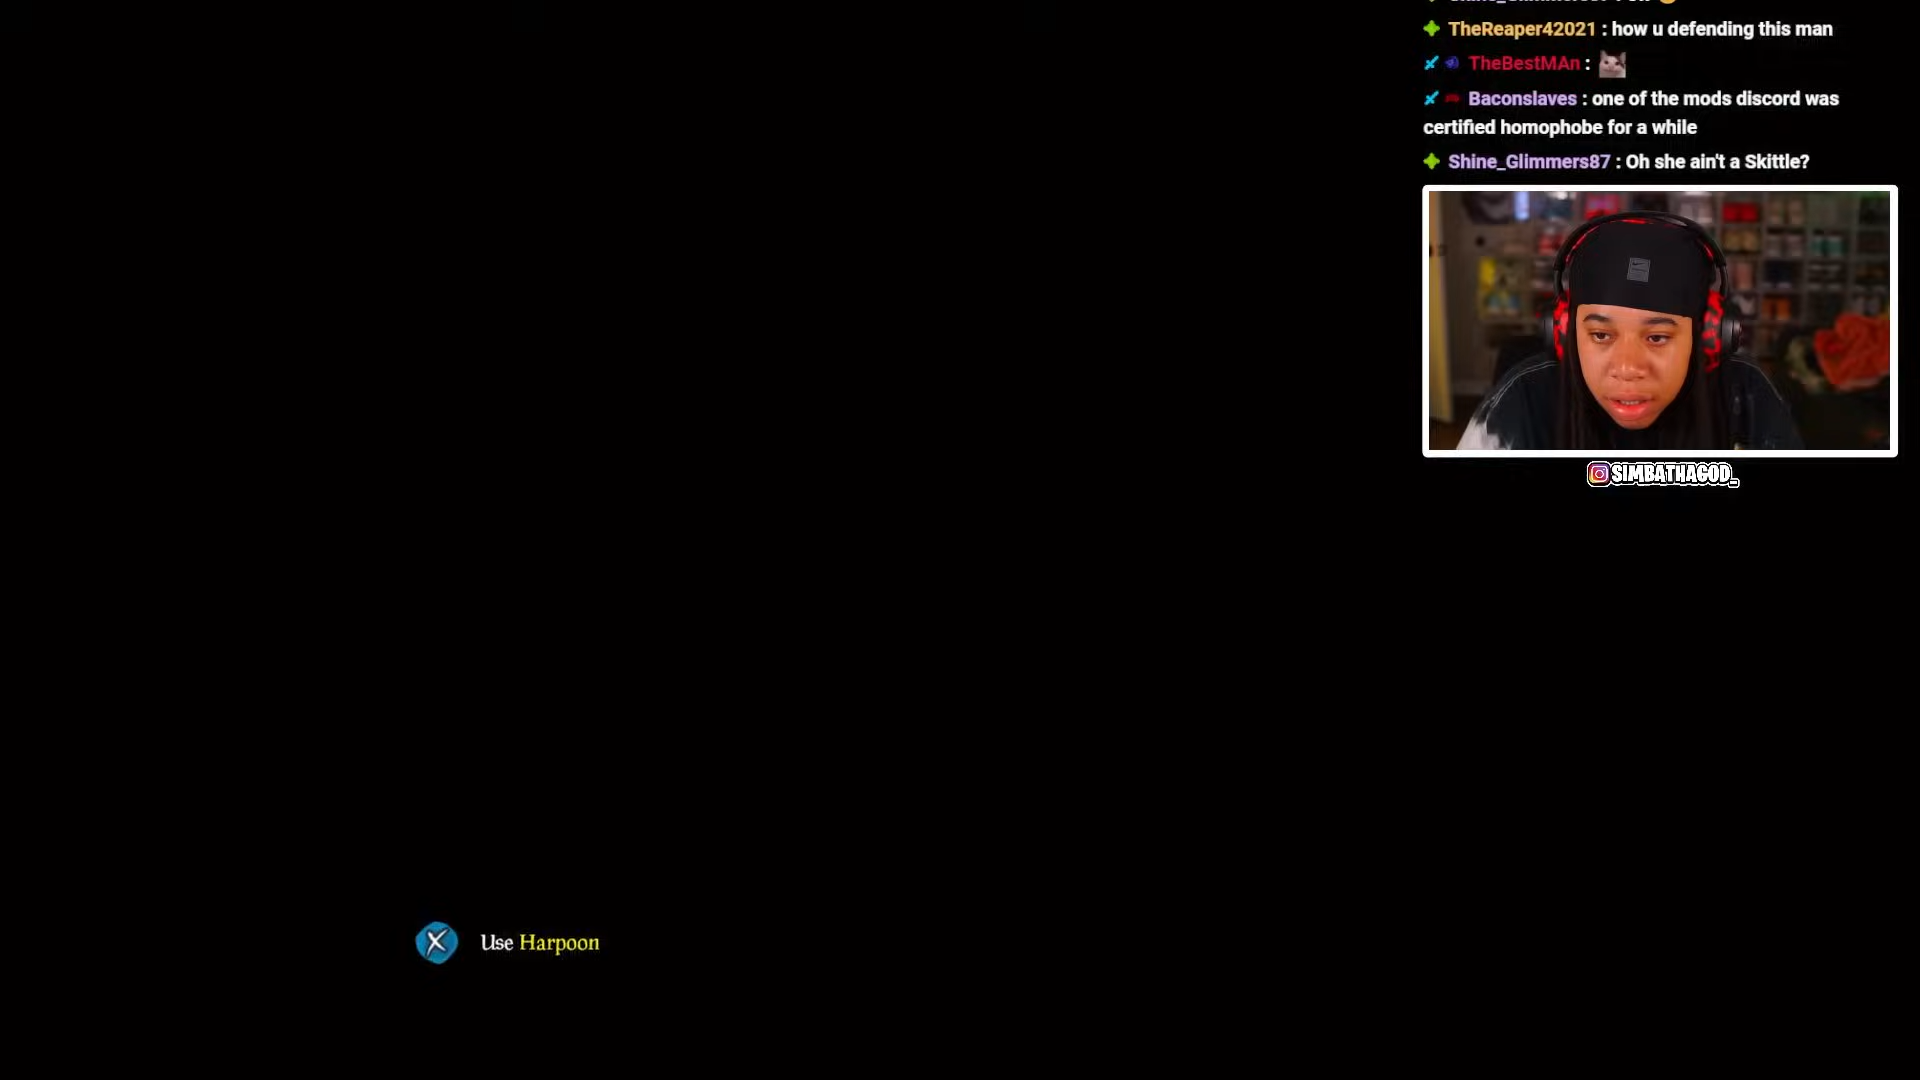 TheReaper42021 : how u defending this man
TheBestMAn :
Baconslaves : one of the mods discord was
certified homophobe for a while
Shine_Glimmers87 : Oh she ain't a Skittle?
SIMBATHAGOD_
X Use Harpoon